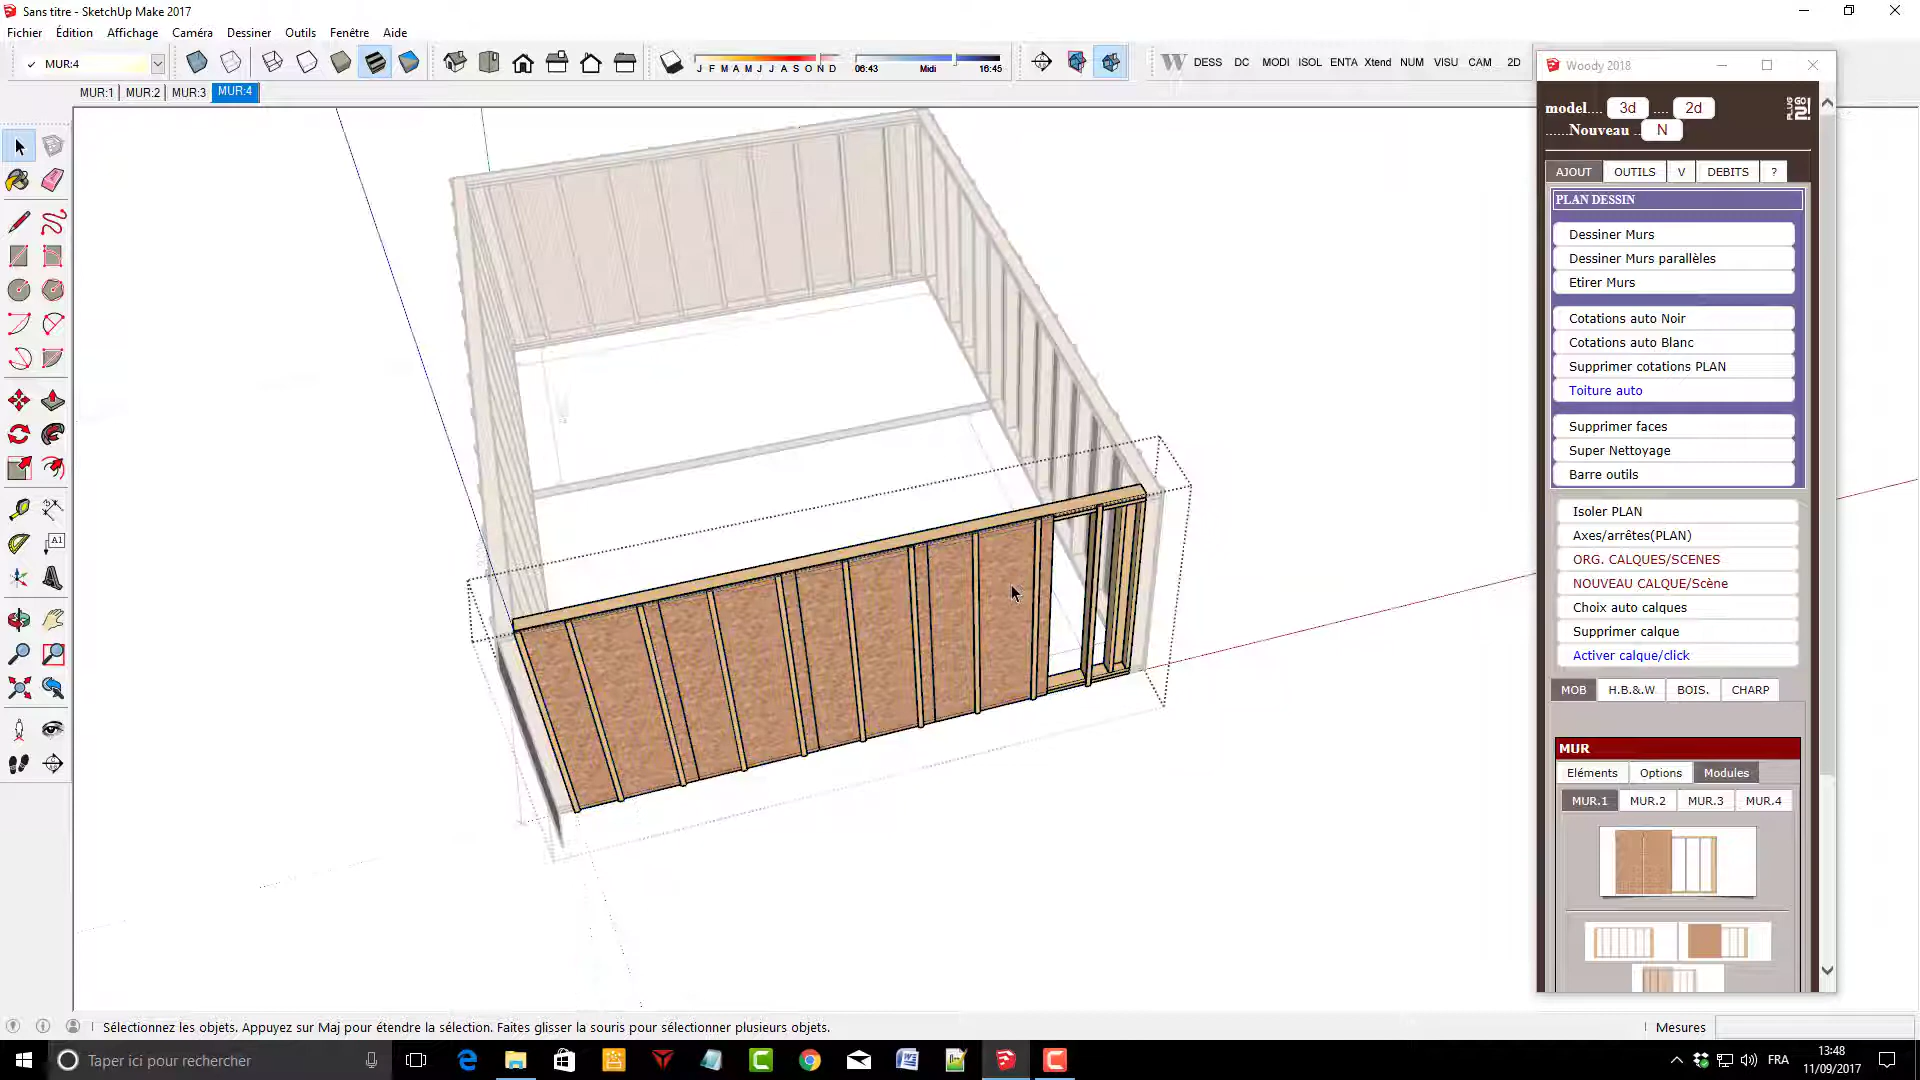 Sans titre - SketchUp Make 2017
Fichier Édition Affichage Caméra Dessiner Outils Fenêtre Aide
MUR:4
J F M A M J J A S O N D
06:43 Midi 16:45
DESS DC MODI ISOL ENTA Xtend NUM VISU CAM 2D
MUR:1 MUR:2 MUR:3 MUR:4
Woody 2018
model.... 3d .... 2d
......Nouveau .. N
PLUG
AJOUT OUTILS V DEBITS ?
PLAN DESSIN
Dessiner Murs
Dessiner Murs parallèles
Etirer Murs
Cotations auto Noir
Cotations auto Blanc
Supprimer cotations PLAN
Toiture auto
Supprimer faces
Super Nettoyage
Barre outils
Isoler PLAN
Axes/arrêtes(PLAN)
ORG. CALQUES/SCENES
NOUVEAU CALQUE/Scène
Choix auto calques
Supprimer calque
Activer calque/click
MOB H.B.&.W BOIS. CHARP
MUR
Eléments Options Modules
MUR.1 MUR.2 MUR.3 MUR.4
A1
Sélectionnez les objets. Appuyez sur Maj pour étendre la sélection. Faites glisser la souris pour sélectionner plusieurs objets.
Mesures
Taper ici pour rechercher
FRA
13:48
11/09/2017